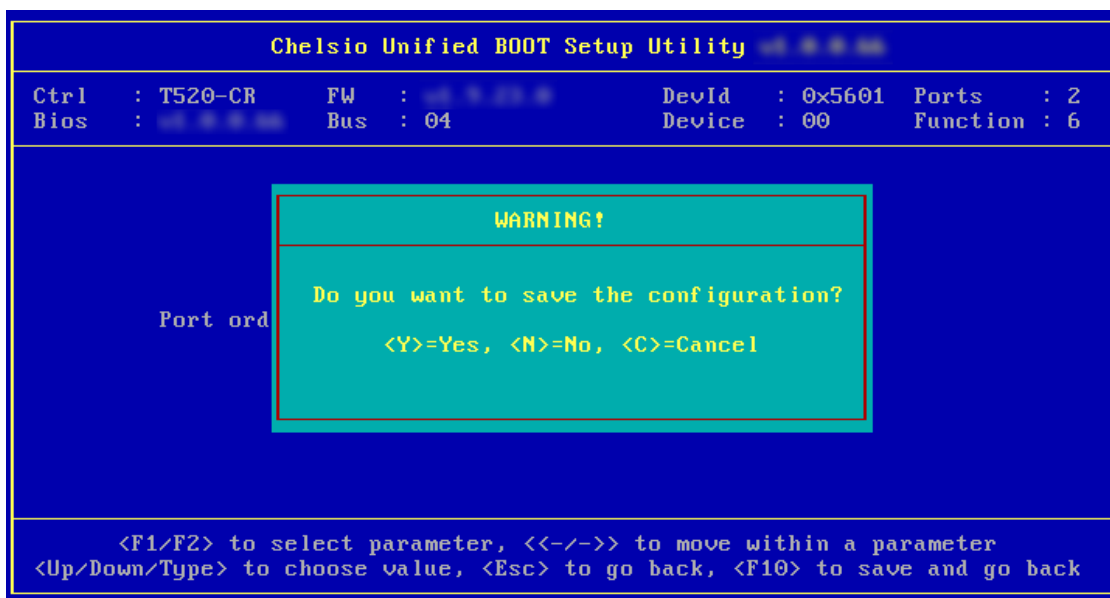 Chelsio Unified BOOT Setup Utility
Ctrl : T520-CR FW : DevId : 0x5601 Ports : 2
Bios : Bus : 04 Device : 00 Function : 6
WARNING!
Do you want to save the configuration?
Port ord
<Y>=Yes, <N>=No, <C>=Cancel
<F1/F2> to select parameter, <<-/->> to move within a parameter
<Up/Down/Type> to choose value, <Esc> to go back, <F10> to save and go back